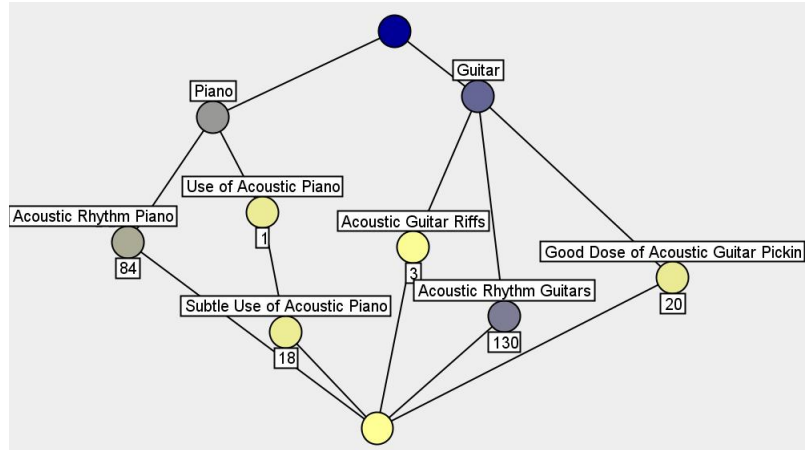 Guitar
Piano
Use of Acoustic Piano
Acoustic Rhythm Piano
Acoustic Guitar Riffs
1
Good Dose of Acoustic Guitar Pickin
84
3
Acoustic Rhythm Guitars
Subtle Use of Acoustic Piano
20
130
18